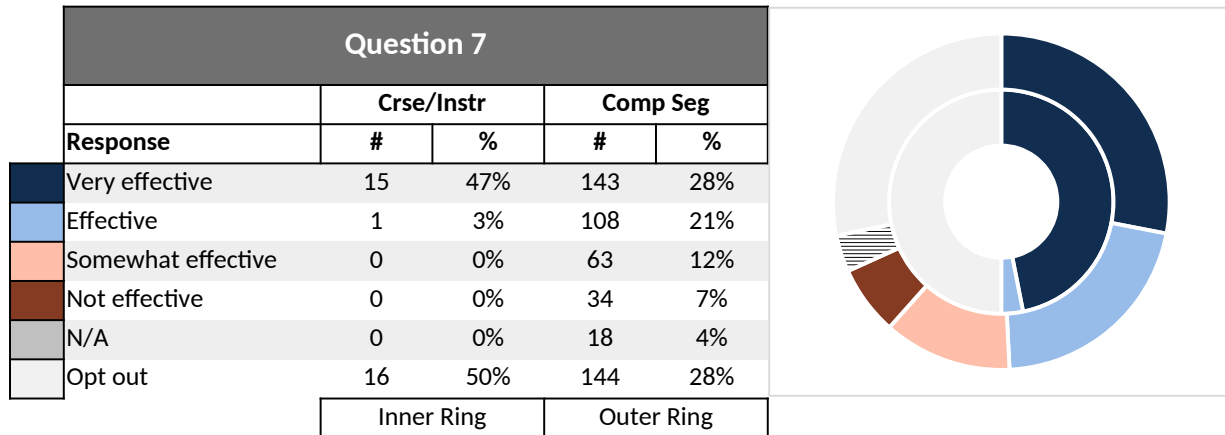 Question 7
Crse/Instr Comp Seg
Response # % # %
Very effective 15 47% 143 28%
Effective 1 3% 108 21%
Somewhat effective 0 0% 63 12%
Not effective 0 0% 34 7%
N/A 0 0% 18 4%
Opt out 16 50% 144 28%
Inner Ring Outer Ring